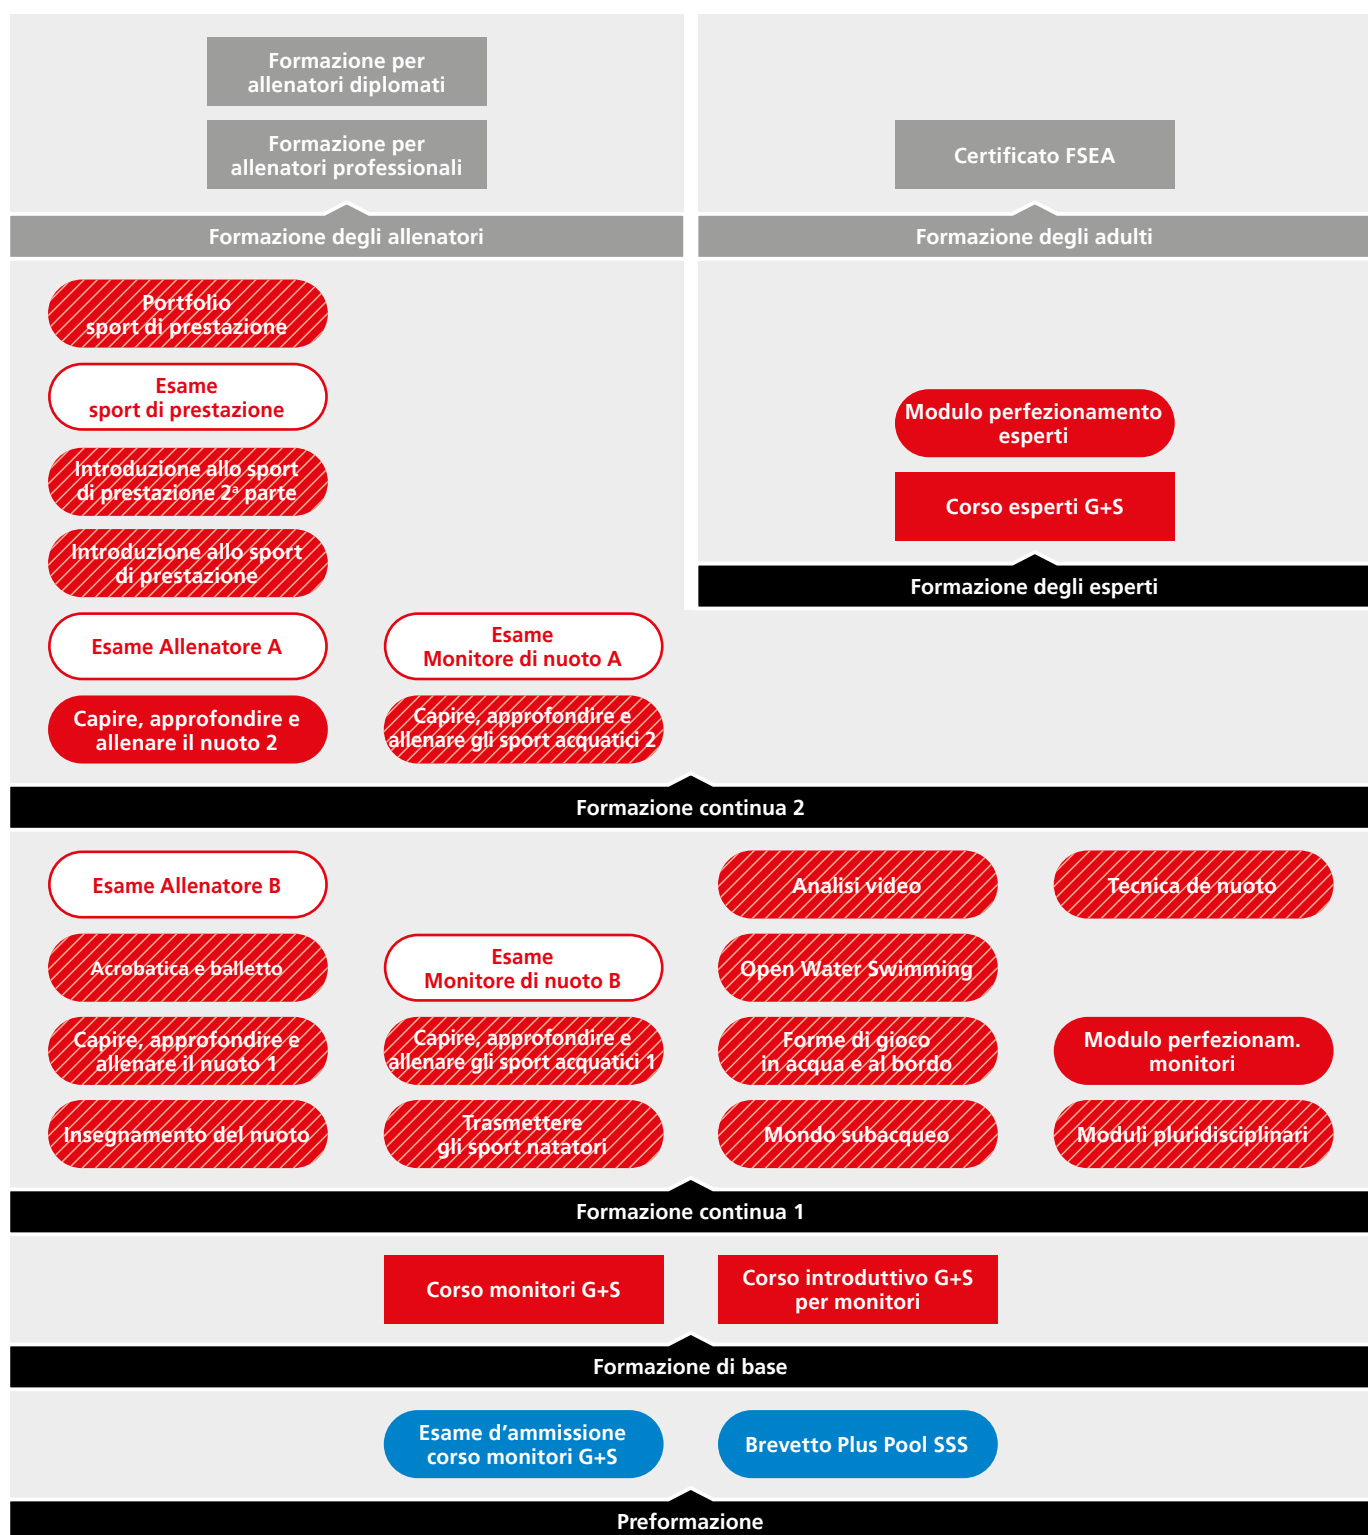 Formazione per
allenatori diplomati
Formazione per
allenatori professionali
Certificato FSEA
Formazione degli allenatori
Formazione degli adulti
Portfolio
sport di prestazione
Esame
sport di prestazione
Introduzione allo sport
di prestazione 2ª parte
Introduzione allo sport
di prestazione
Modulo perfezionamento
esperti
Corso esperti G+S
Formazione degli esperti
Esame Allenatore A
Esame
Monitore di nuoto A
Capire, approfondire e
allenare il nuoto 2
Capire, approfondire e
allenare gli sport acquatici 2
Formazione continua 2
Esame Allenatore B
Analisi video
Tecnica de nuoto
Acrobatica e balletto
Esame
Monitore di nuoto B
Open Water Swimming
Capire, approfondire e
allenare il nuoto 1
Capire, approfondire e
allenare gli sport acquatici 1
Forme di gioco
in acqua e al bordo
Modulo perfezionam.
monitori
Insegnamento del nuoto
Trasmettere
gli sport natatori
Mondo subacqueo
Moduli pluridisciplinari
Formazione continua 1
Corso monitori G+S
Corso introduttivo G+S
per monitori
Formazione di base
Esame d’ammissione
corso monitori G+S
Brevetto Plus Pool SSS
Preformazione